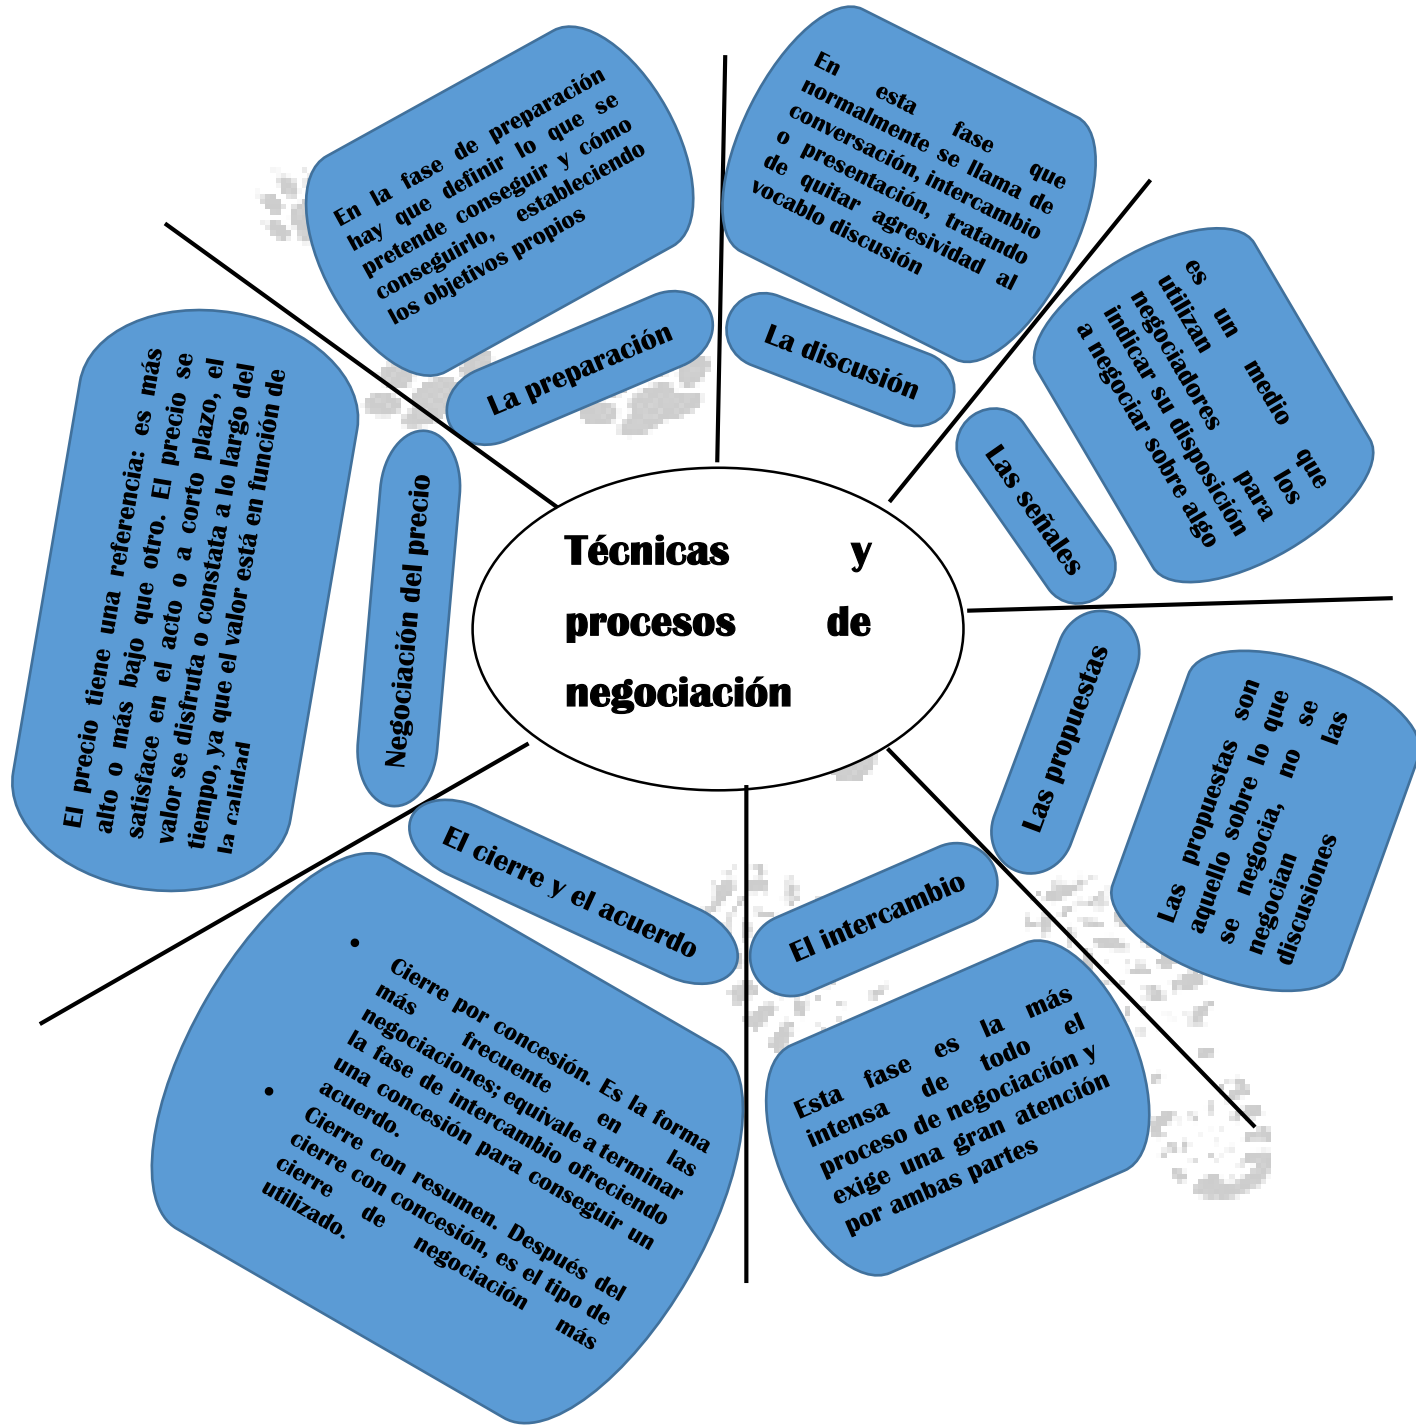 Técnicas y
procesos de
negociación
La preparación
En la fase de preparación
hay que definir lo que se
pretende conseguir y cómo
conseguirlo, estableciendo
los objetivos propios
La discusión
En esta fase que
normalmente se llama de
conversación, intercambio
o presentación, tratando
de quitar agresividad al
vocablo discusión
Las señales
es un medio que
utilizan los
negociadores para
indicar su disposición
a negociar sobre algo
Las propuestas
Las propuestas son
aquello sobre lo que
se negocia, no se
negocian las
discusiones
El intercambio
Esta fase es la más
intensa de todo el
proceso de negociación y
exige una gran atención
por ambas partes
El cierre y el acuerdo
• Cierre por concesión. Es la forma
más frecuente en las
negociaciones; equivale a terminar
la fase de intercambio ofreciendo
una concesión para conseguir un
acuerdo.
• Cierre con resumen. Después del
cierre con concesión, es el tipo de
cierre de negociación más
utilizado.
Negociación del precio
El precio tiene una referencia: es más
alto o más bajo que otro. El precio se
satisface en el acto o a corto plazo, el
valor se disfruta o constata a lo largo del
tiempo, ya que el valor está en función de
la calidad